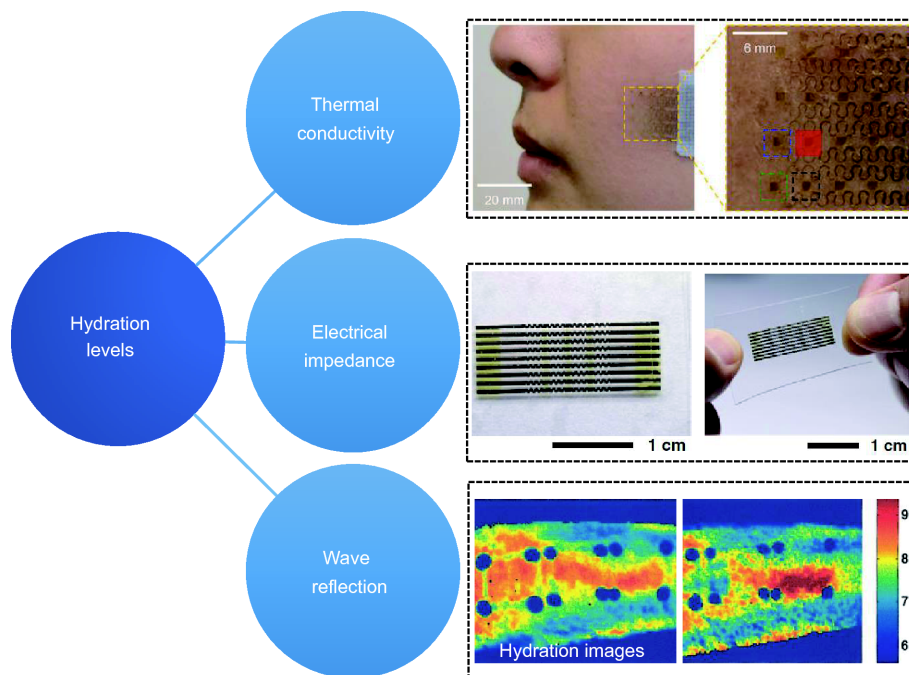 Thermal
conductivity
20 mm
6 mm
Hydration
levels
Electrical
impedance
1 cm
1 cm
Wave
reflection
Hydration images
9
8
7
6